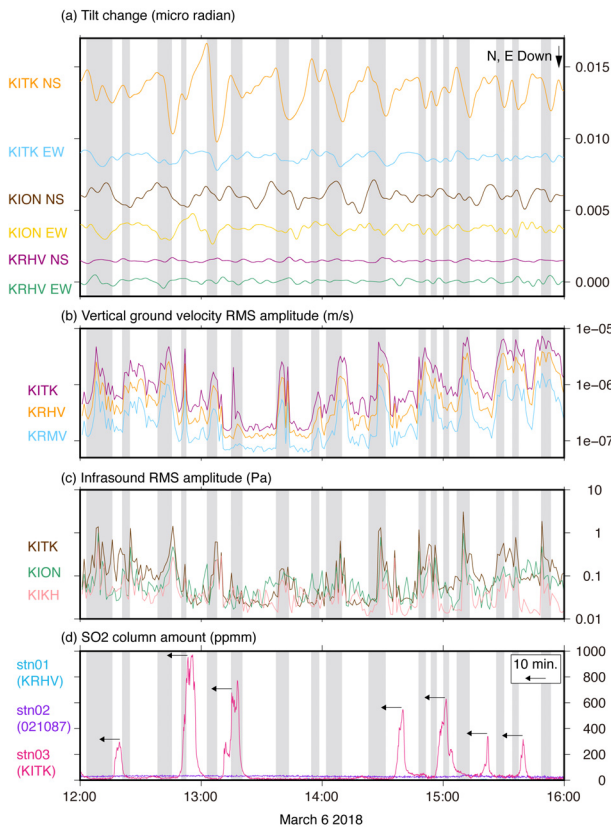 (a) Tilt change (micro radian)
N, E Down
KITK NS
KITK EW
KION NS
KION EW
KRHV NS
KRHV EW
0.015
0.010
0.005
0.000
(b) Vertical ground velocity RMS amplitude (m/s)
KITK
KRHV
KRMV
1e−05
1e−06
1e−07
(c) Infrasound RMS amplitude (Pa)
KITK
KION
KIKH
10
1
0.1
0.01
(d) SO2 column amount (ppmm)
stn01
(KRHV)
stn02
(021087)
stn03
(KITK)
10 min.
1000
800
600
400
200
0
12:00 13:00 14:00 15:00 16:00
March 6 2018